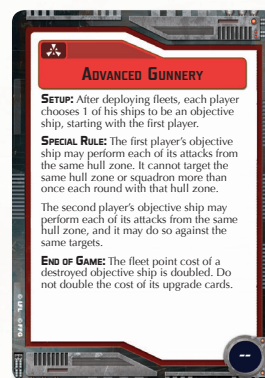 ADVANCED GUNNERY
SETUP: After deploying fleets, each player
chooses 1 of his ships to be an objective
ship, starting with the first player.
SPECIAL RULE: The first player's objective
ship may perform each of its attacks from
the same hull zone. It cannot target the
same hull zone or squadron more than
once each round with that hull zone.
The second player's objective ship may
perform each of its attacks from the same
hull zone, and it may do so against the
same targets.
END OF GAME: The fleet point cost of a
destroyed objective ship is doubled. Do
not double the cost of its upgrade cards.
© LFL © FFG
--